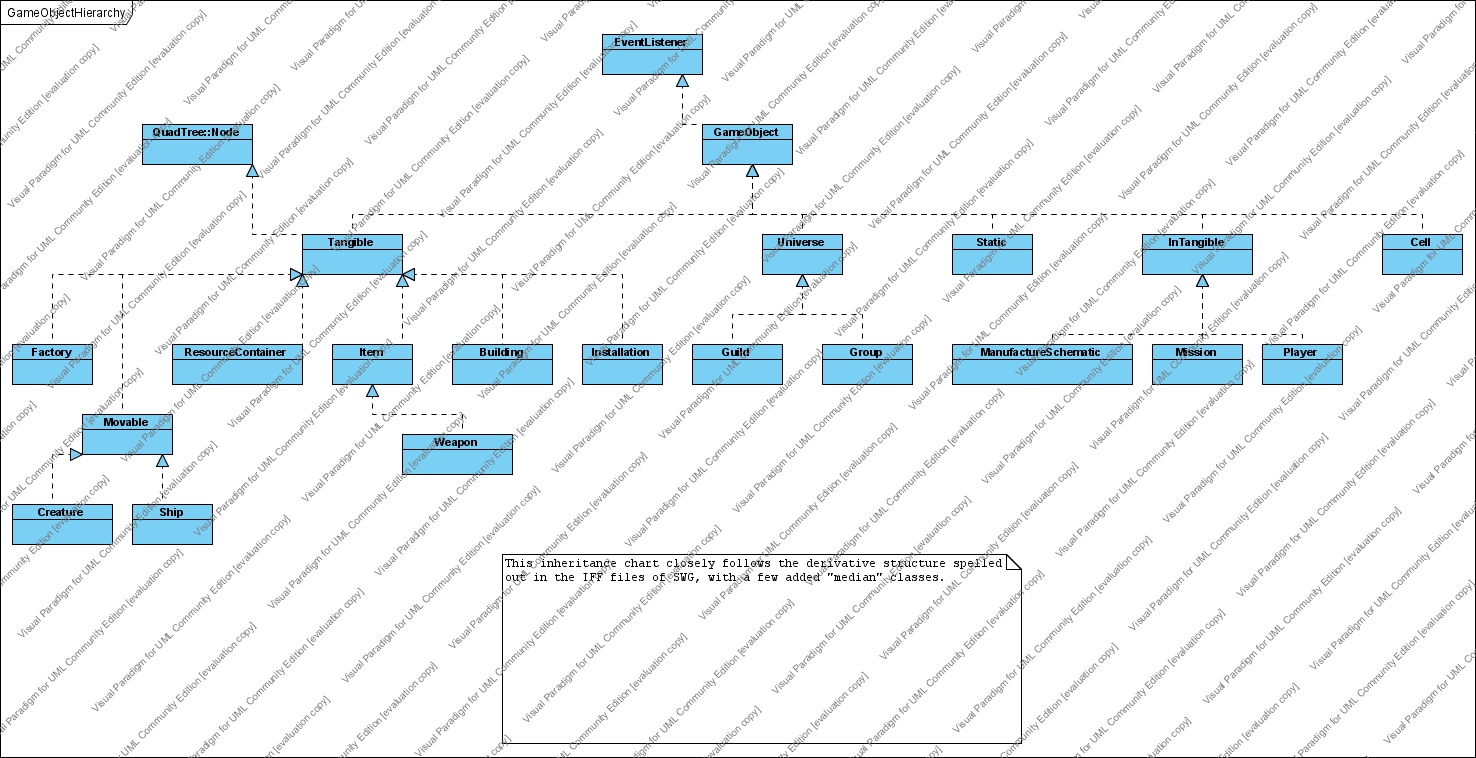 GameObjectHierarchy
EventListener
QuadTree::Node
GameObject
Tangible
Universe
Static
InTangible
Cell
Factory
ResourceContainer
Item
Building
Installation
Guild
Group
ManufactureSchematic
Mission
Player
Movable
Weapon
Creature
Ship
This inheritance chart closely follows the derivative structure spelled
out in the IFF files of SWG, with a few added "median" classes.
Visual Paradigm for UML Community Edition [evaluation copy]